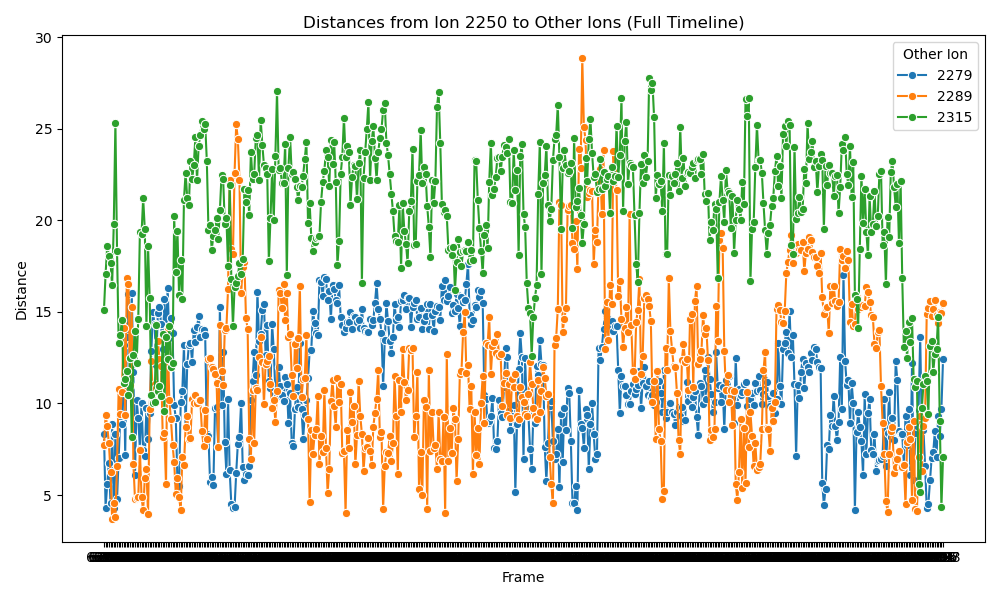 Distances from Ion 2250 to Other Ions (Full Timeline)
30
25
20
15
10
5
Distance
Other Ion
2279
2289
2315
Frame